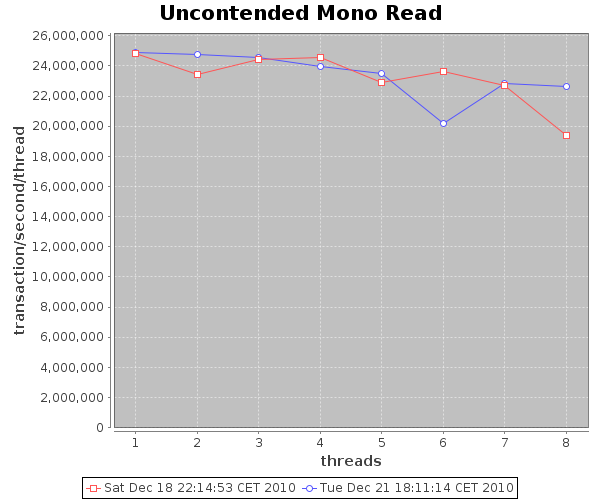 Uncontended Mono Read
transaction/second/thread
26,000,000
24,000,000
22,000,000
20,000,000
18,000,000
16,000,000
14,000,000
12,000,000
10,000,000
8,000,000
6,000,000
4,000,000
2,000,000
0
1 2 3 4 5 6 7 8
threads
Sat Dec 18 22:14:53 CET 2010 Tue Dec 21 18:11:14 CET 2010